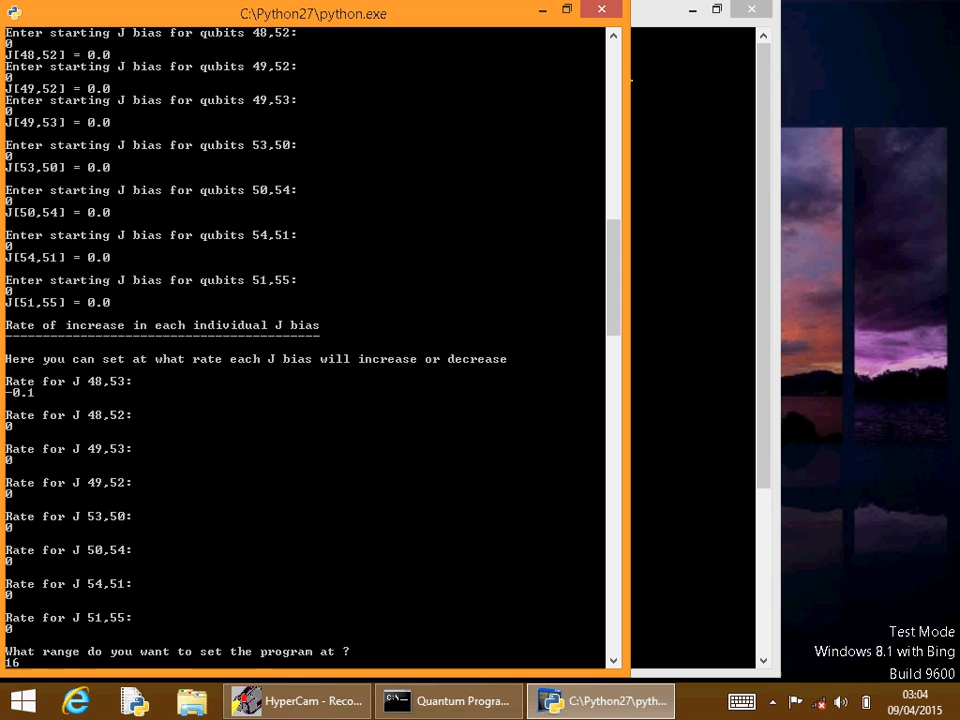 C:\Python27\python.exe
Enter starting J bias for qubits 48,52:
0
J[48,52] = 0.0
Enter starting J bias for qubits 49,52:
0
J[49,52] = 0.0
Enter starting J bias for qubits 49,53:
0
J[49,53] = 0.0
Enter starting J bias for qubits 53,50:
0
J[53,50] = 0.0
Enter starting J bias for qubits 50,54:
0
J[50,54] = 0.0
Enter starting J bias for qubits 54,51:
0
J[54,51] = 0.0
Enter starting J bias for qubits 51,55:
0
J[51,55] = 0.0
Rate of increase in each individual J bias
------------------------------------------
Here you can set at what rate each J bias will increase or decrease
Rate for J 48,53:
-0.1
Rate for J 48,52:
0
Rate for J 49,53:
0
Rate for J 49,52:
0
Rate for J 53,50:
0
Rate for J 50,54:
0
Rate for J 54,51:
0
Rate for J 51,55:
0
What range do you want to set the program at ?
16
Test Mode
Windows 8.1 with Bing
Build 9600
HyperCam - Reco...
Quantum Progra...
C:\Python27\pyth...
03:04
09/04/2015